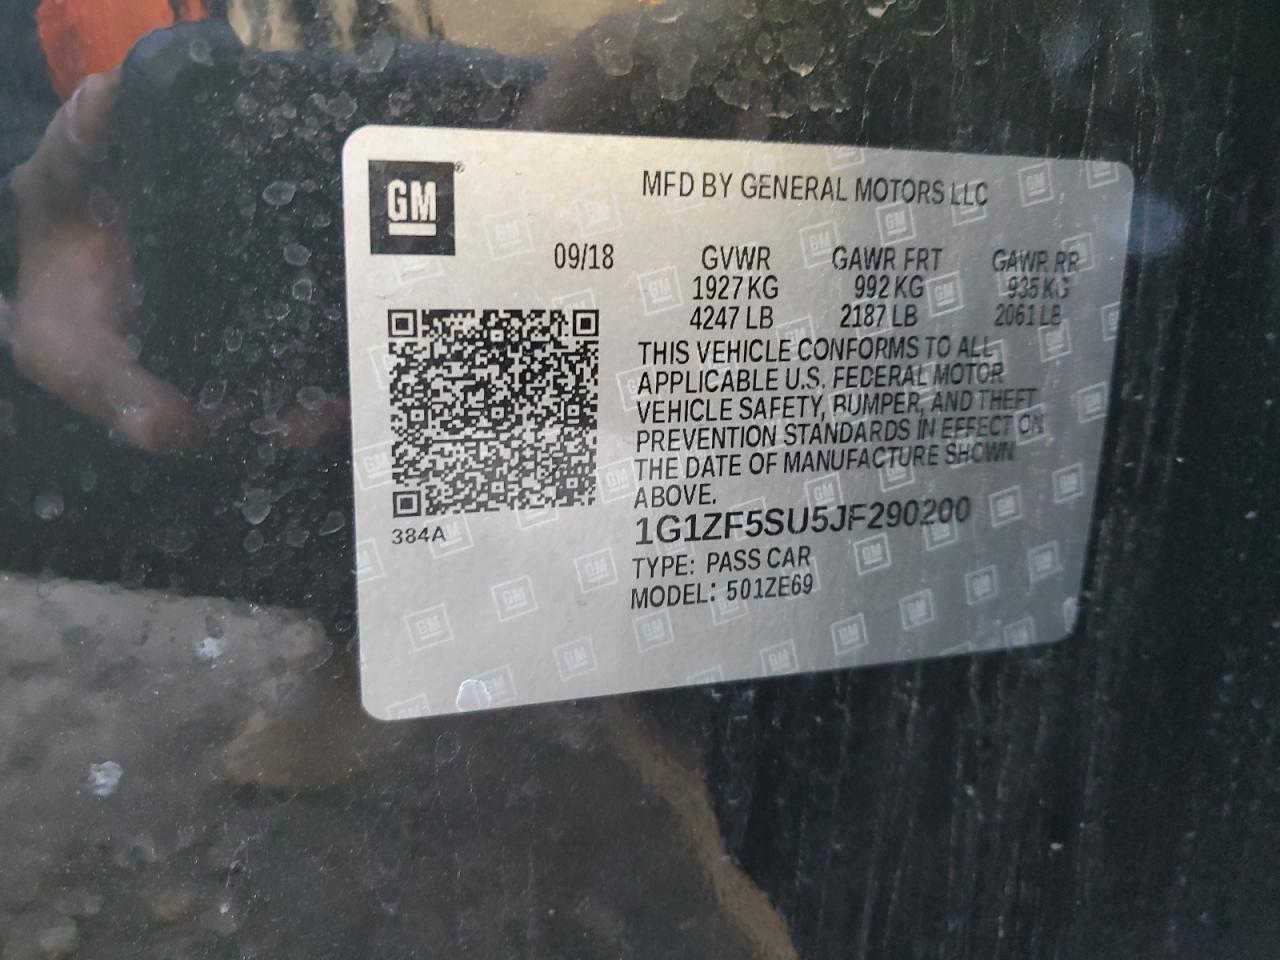 GM
MFD BY GENERAL MOTORS LLC
09/18 GVWR GAWR FRT GAWR RR
1927 KG 992 KG 935 KG
4247 LB 2187 LB 2061 LB
THIS VEHICLE CONFORMS TO ALL
APPLICABLE U.S. FEDERAL MOTOR
VEHICLE SAFETY, BUMPER, AND THEFT
PREVENTION STANDARDS IN EFFECT ON
THE DATE OF MANUFACTURE SHOWN
ABOVE.
1G1ZF5SU5JF290200
384A
TYPE: PASS CAR
MODEL: 501ZE69